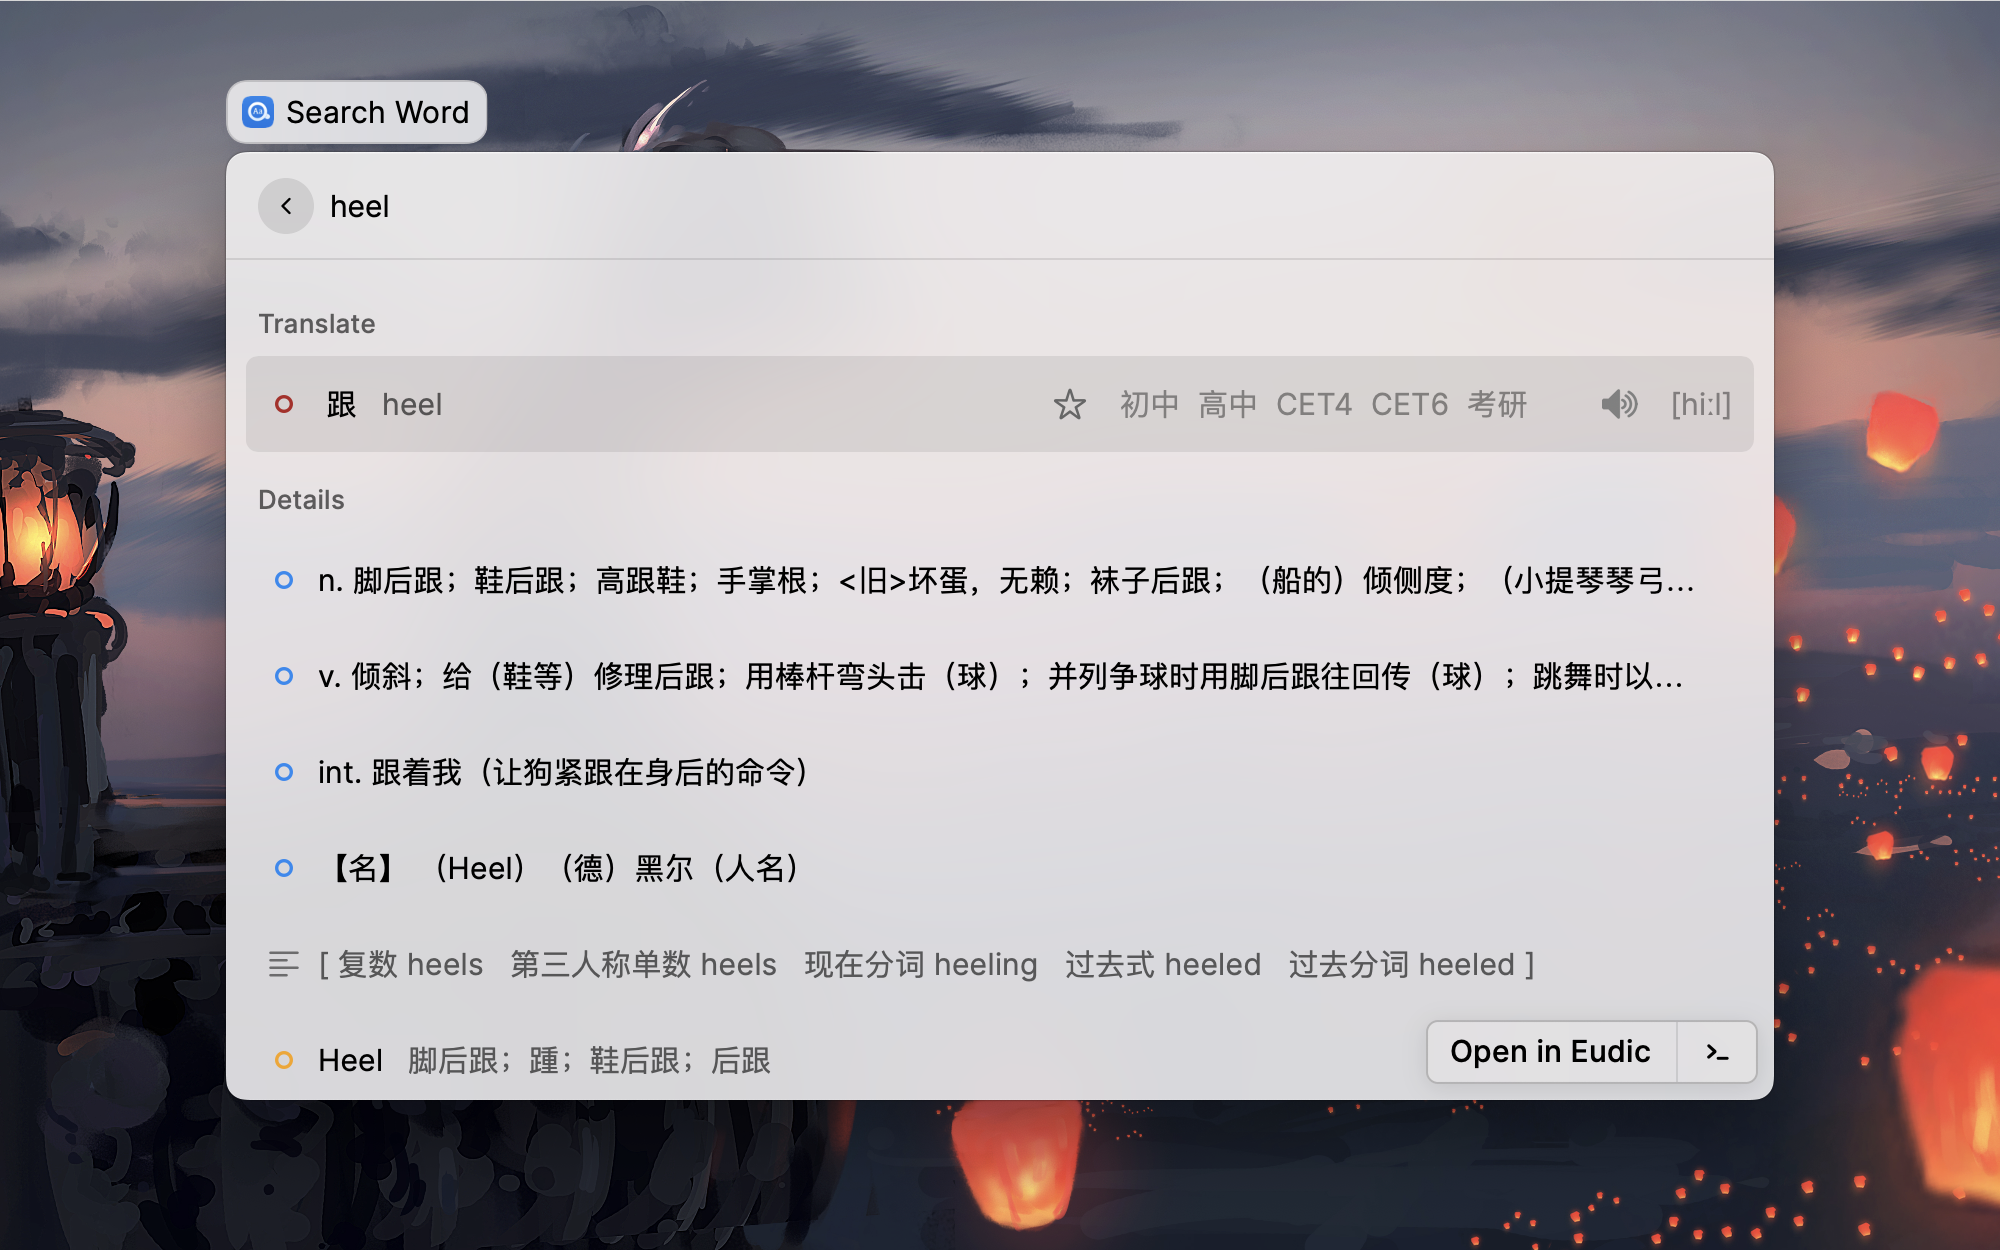 Search Word
heel
Translate
跟 heel 初中 高中 CET4 CET6 考研 [hi:l]
Details
n. 脚后跟；鞋后跟；高跟鞋；手掌根；<旧>坏蛋，无赖；袜子后跟；（船的）倾侧度；（小提琴琴弓...
v. 倾斜；给（鞋等）修理后跟；用棒杆弯头击（球）；并列争球时用脚后跟往回传（球）；跳舞时以...
int. 跟着我（让狗紧跟在身后的命令）
【名】（Heel）（德）黑尔（人名）
[ 复数 heels 第三人称单数 heels 现在分词 heeling 过去式 heeled 过去分词 heeled ]
Heel 脚后跟；踵；鞋后跟；后跟
Open in Eudic >_